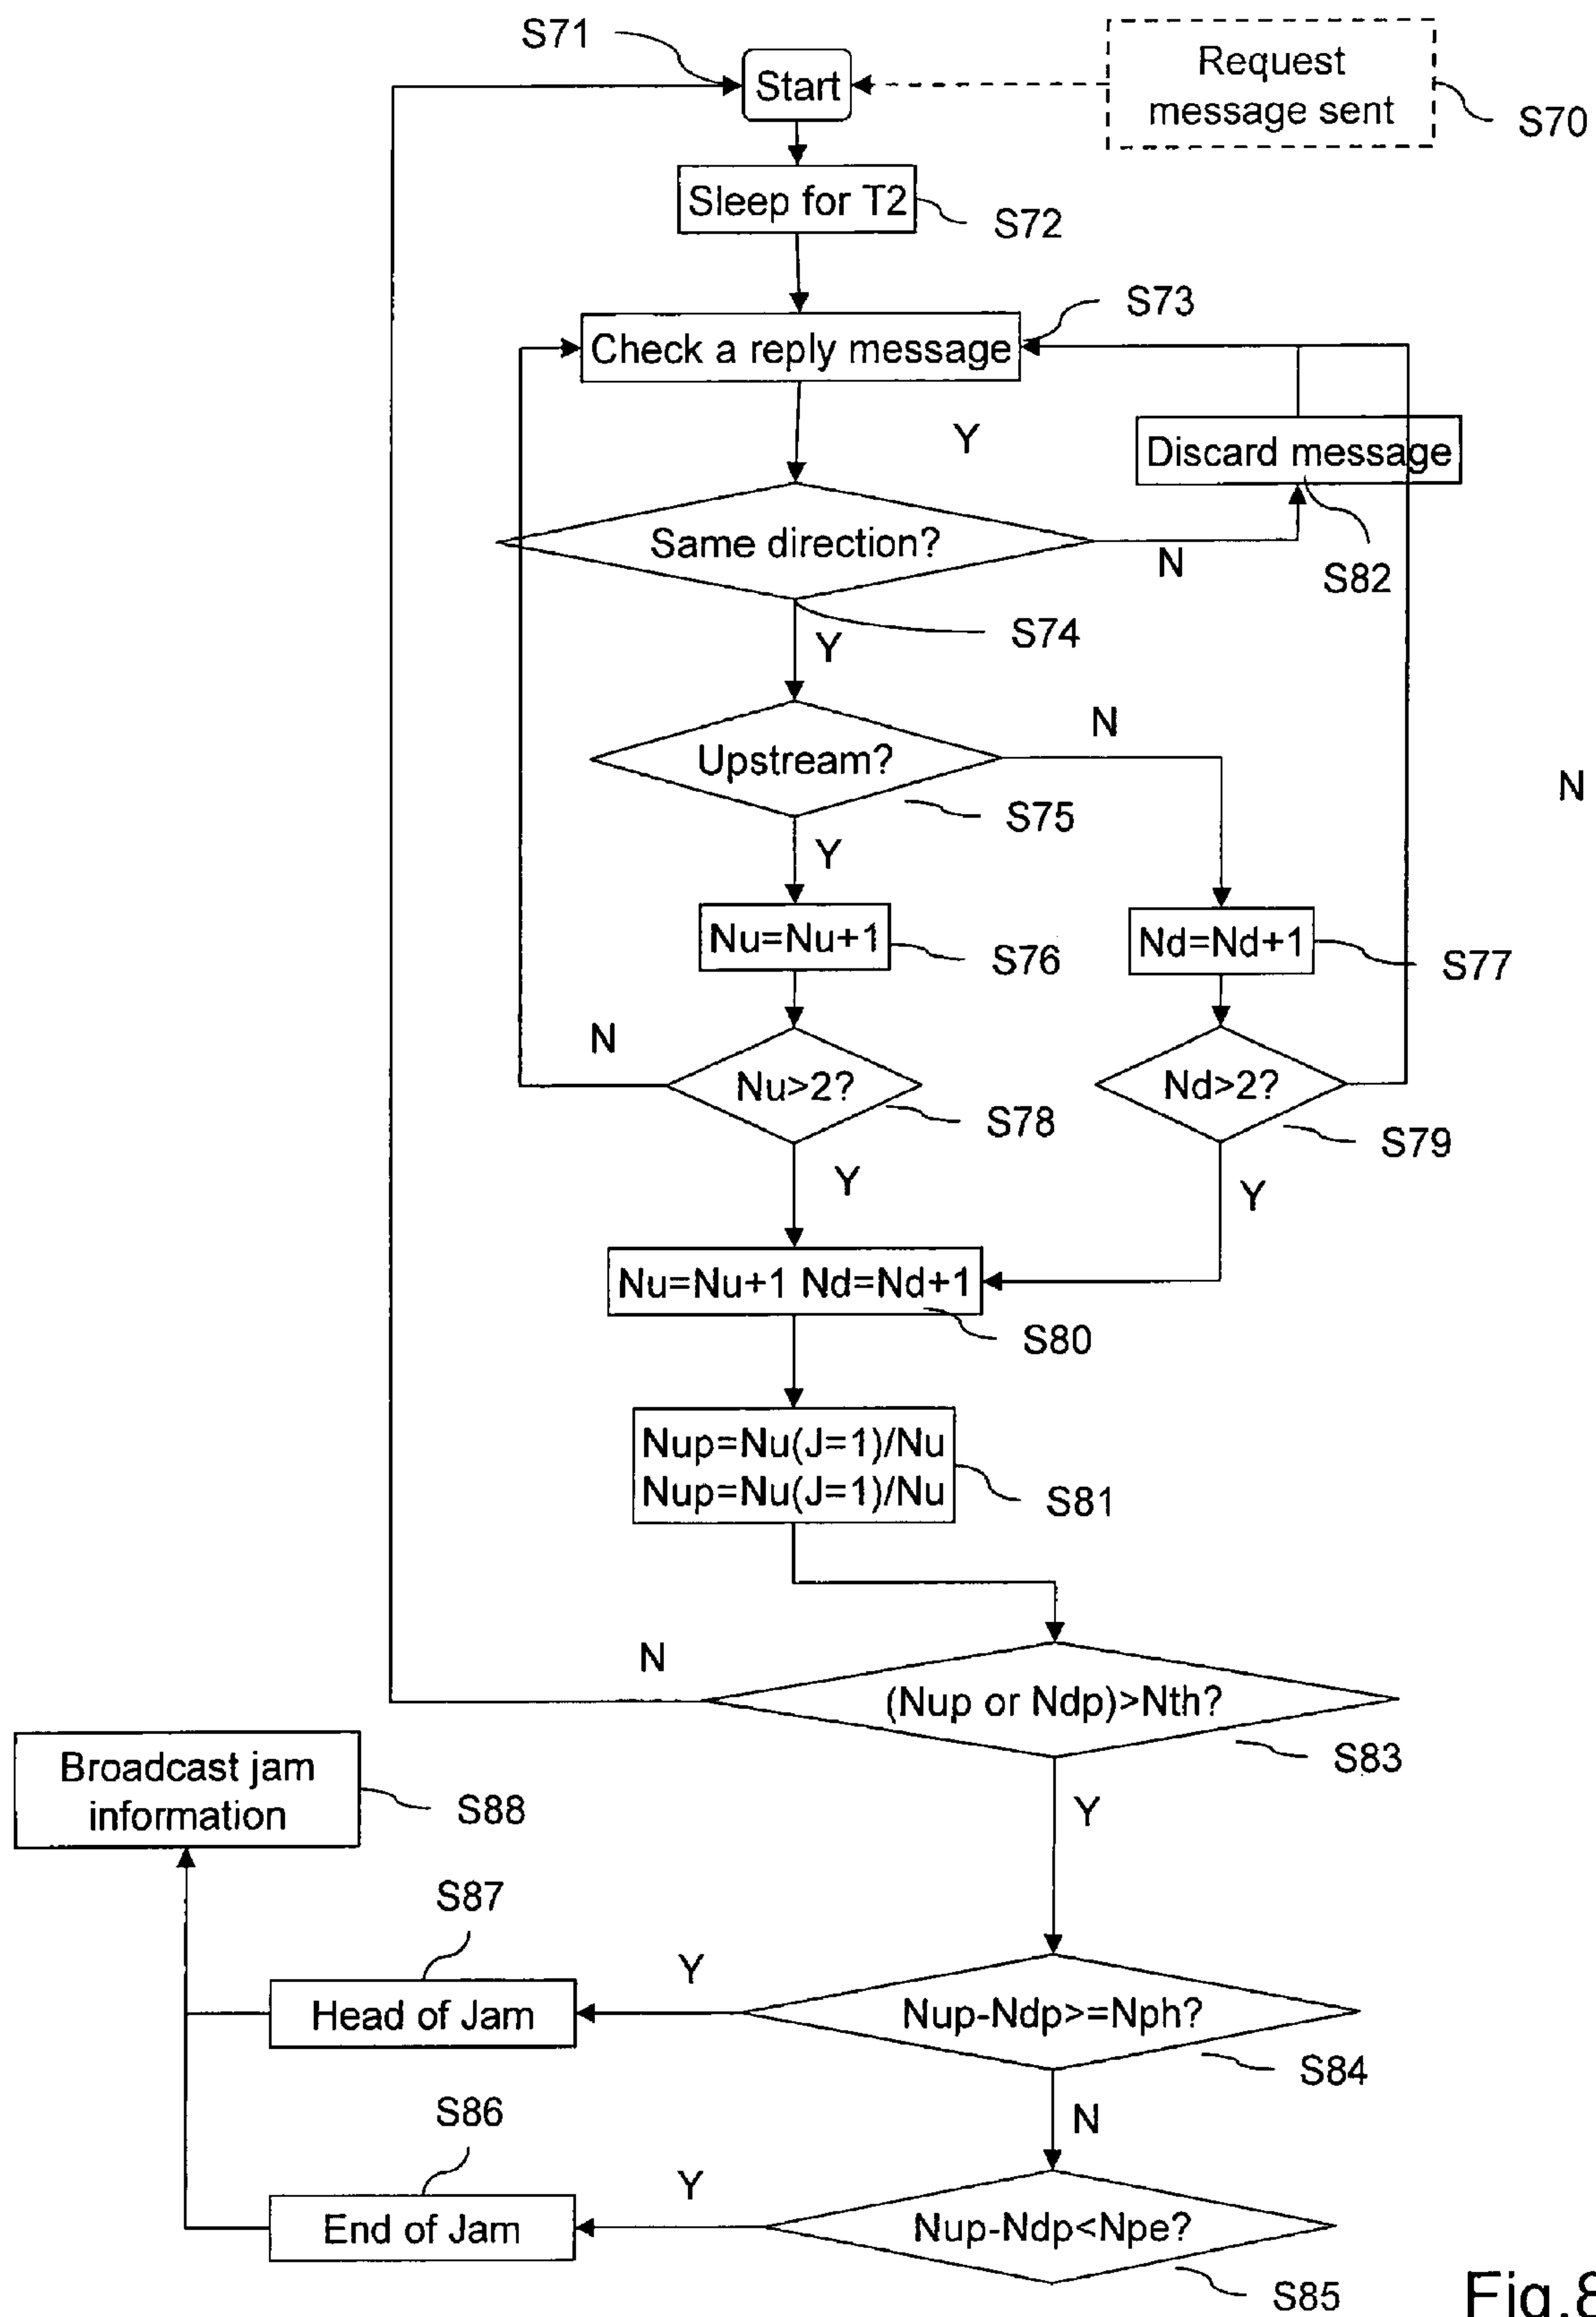 S71
Start
Request
message sent
S70
Sleep for T2
S72
S73
Check a reply message
Y
Discard message
Same direction?
N
S82
S74
Y
N
Upstream?
N
S75
Y
Nu=Nu+1
S76
Nd=Nd+1
S77
N
Nu>2?
S78
Nd>2?
S79
Y
Y
Nu=Nu+1 Nd=Nd+1
S80
Nup=Nu(J=1)/Nu
Nup=Nu(J=1)/Nu
S81
N
(Nup or Ndp)>Nth?
S83
Broadcast jam
information
S88
Y
S87
Y
Head of Jam
Nup-Ndp>=Nph?
S84
S86
N
Y
End of Jam
Nup-Ndp<Npe?
S85
Fig.8